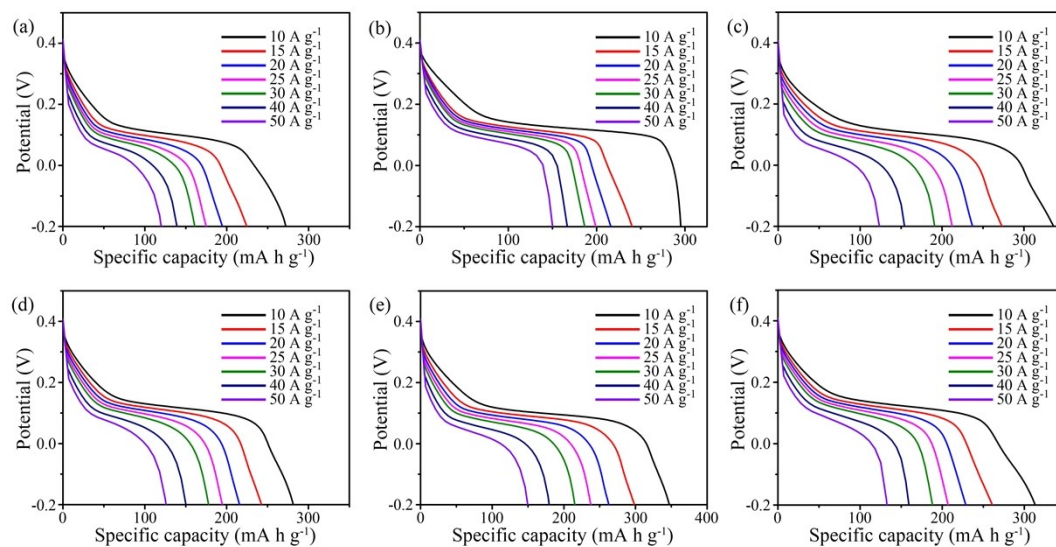 (a)
10 A g-1
15 A g-1
20 A g-1
25 A g-1
30 A g-1
40 A g-1
50 A g-1
Potential (V)
0.4
0.2
0.0
-0.2
0 100 200 300
Specific capacity (mA h g-1)
(b)
10 A g-1
15 A g-1
20 A g-1
25 A g-1
30 A g-1
40 A g-1
50 A g-1
Potential (V)
0.4
0.2
0.0
-0.2
0 100 200 300
Specific capacity (mA h g-1)
(c)
10 A g-1
15 A g-1
20 A g-1
25 A g-1
30 A g-1
40 A g-1
50 A g-1
Potential (V)
0.4
0.2
0.0
-0.2
0 100 200 300
Specific capacity (mA h g-1)
(d)
10 A g-1
15 A g-1
20 A g-1
25 A g-1
30 A g-1
40 A g-1
50 A g-1
Potential (V)
0.4
0.2
0.0
-0.2
0 100 200 300
Specific capacity (mA h g-1)
(e)
10 A g-1
15 A g-1
20 A g-1
25 A g-1
30 A g-1
40 A g-1
50 A g-1
Potential (V)
0.4
0.2
0.0
-0.2
0 100 200 300 400
Specific capacity (mA h g-1)
(f)
10 A g-1
15 A g-1
20 A g-1
25 A g-1
30 A g-1
40 A g-1
50 A g-1
Potential (V)
0.4
0.2
0.0
-0.2
0 100 200 300
Specific capacity (mA h g-1)